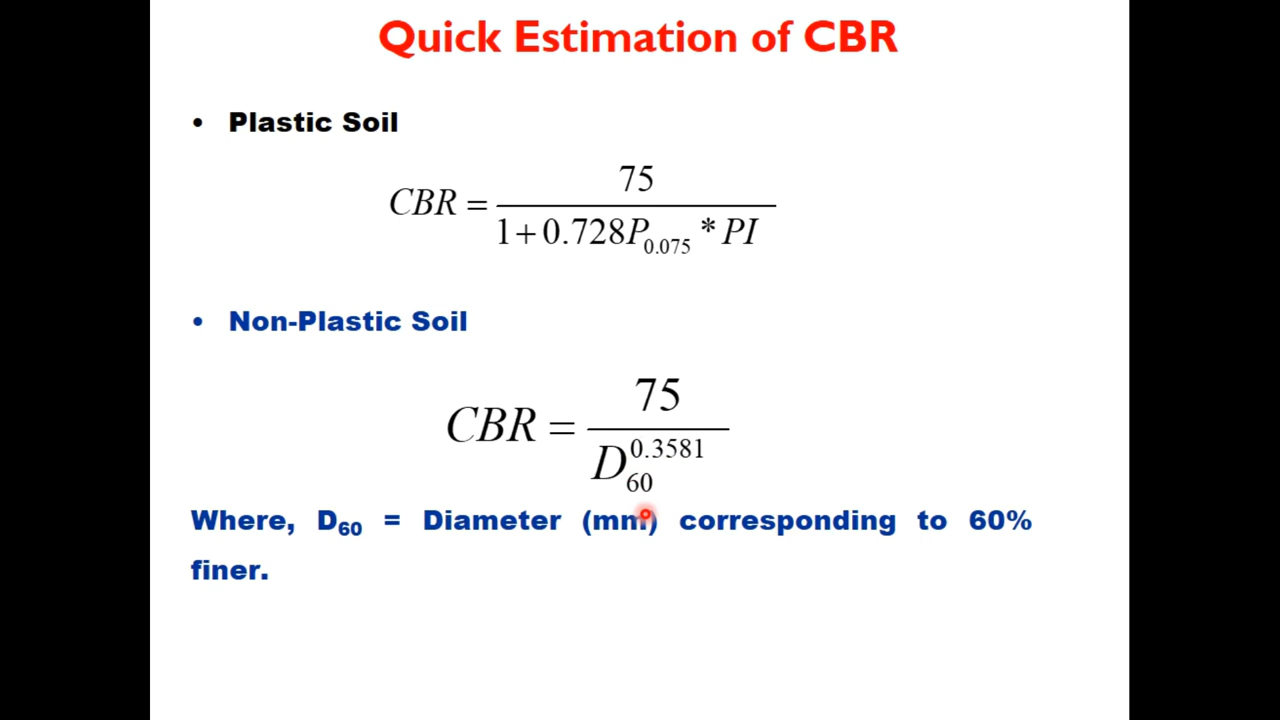 Quick Estimation of CBR
• Plastic Soil
CBR = 75 / (1 + 0.728P₀.₀₇₅ * PI)
• Non-Plastic Soil
CBR = 75 / D₆₀^0.3581
Where, D₆₀ = Diameter (mm) corresponding to 60%
finer.